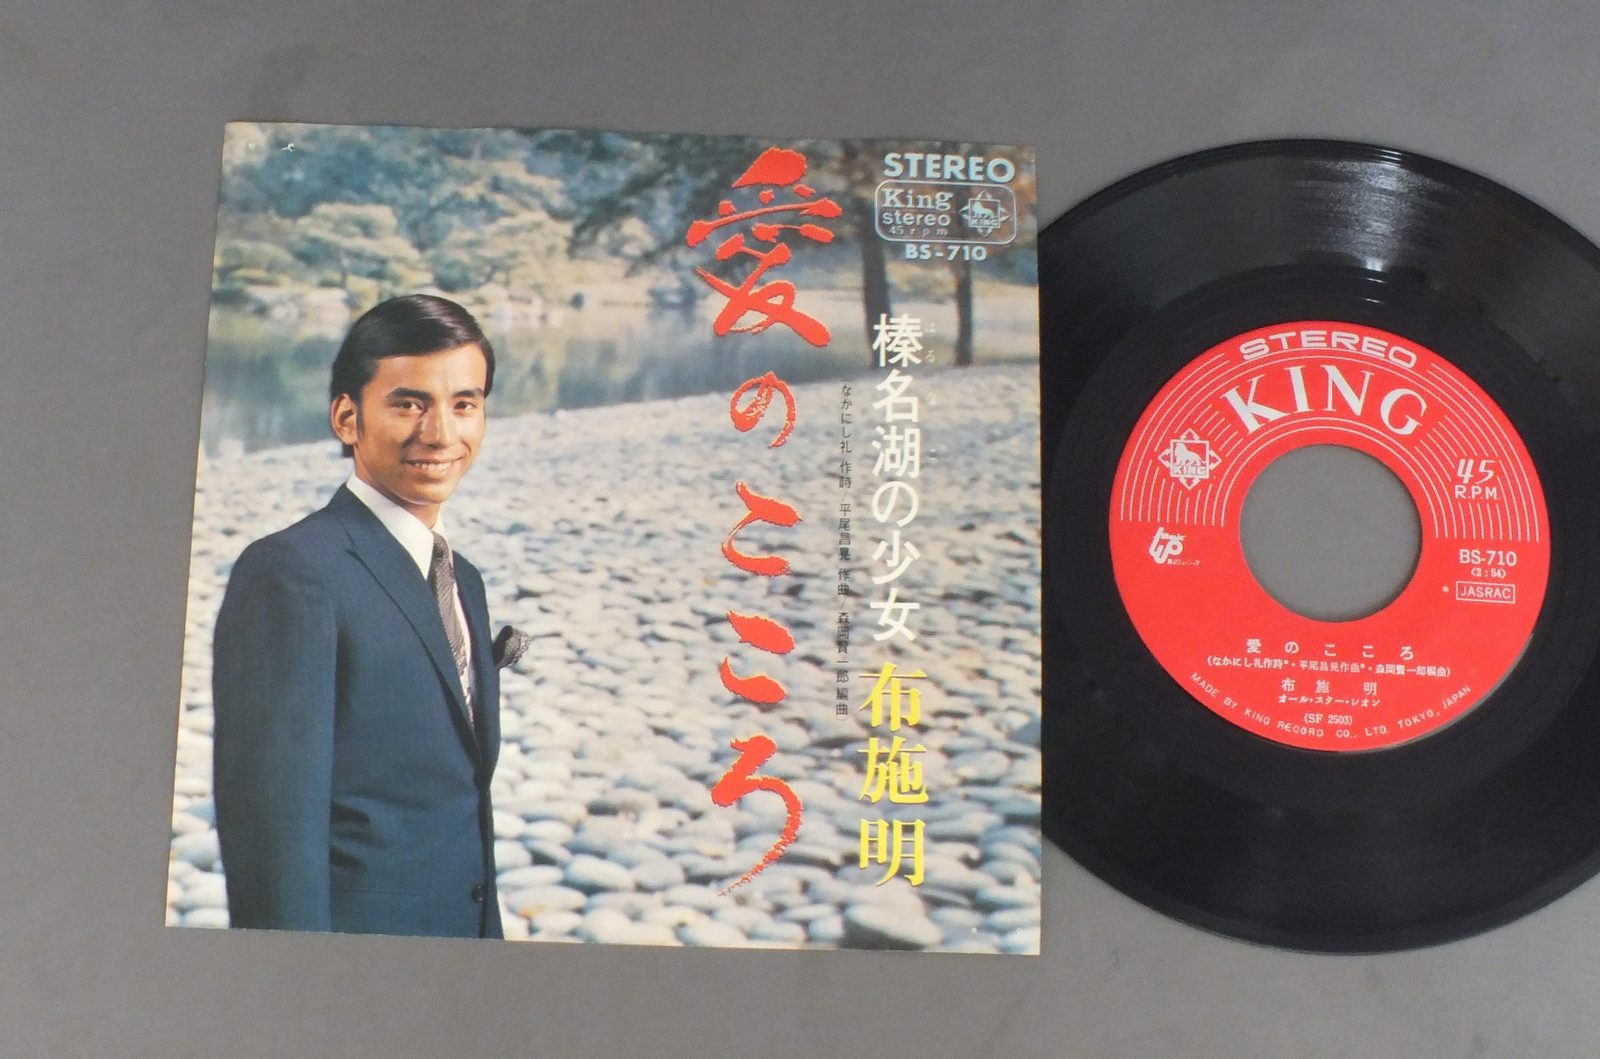 STEREO
King
stereo
45 rpm
KING
BS-710
愛のこころ
(なかにし礼 作詩/平尾昌晃 作曲/森岡賢一郎 編曲)
はるなこ
榛名湖の少女
布施明
STEREO
KING
KING
45
R.P.M.
BS-710
(2:54)
* JASRAC
愛のこころ
(なかにし礼作詩*・平尾昌晃作曲*・森岡賢一郎編曲)
布施明
オール・スター・レオン
(SF 2503)
MADE BY KING RECORD CO., LTD. TOKYO, JAPAN